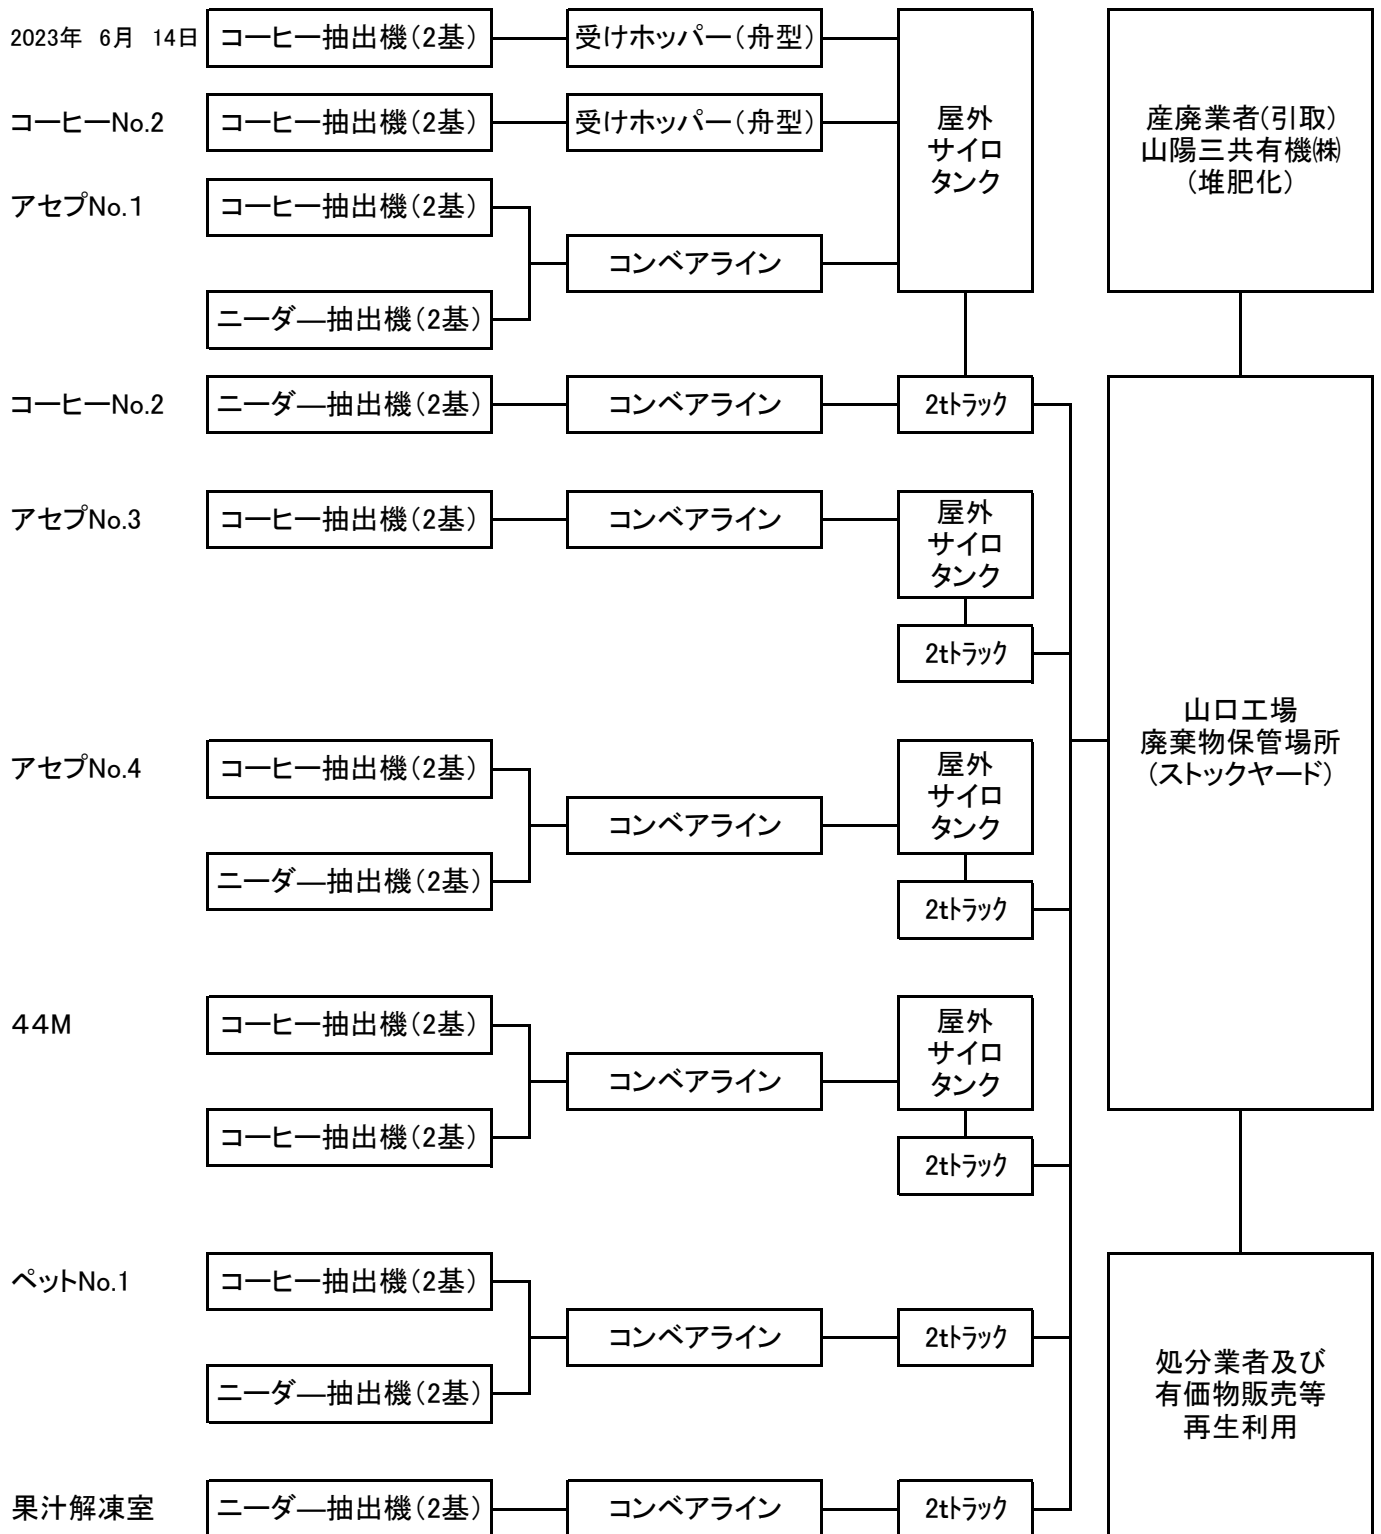 2023年 6月 14日
コーヒー抽出機(2基)
受けホッパー(舟型)
コーヒーNo.2
コーヒー抽出機(2基)
受けホッパー(舟型)
屋外
サイロ
タンク
産廃業者(引取)
山陽三共有機㈱
(堆肥化)
アセプNo.1
コーヒー抽出機(2基)
コンベアライン
ニーダ―抽出機(2基)
コーヒーNo.2
ニーダ―抽出機(2基)
コンベアライン
2tトラック
アセプNo.3
コーヒー抽出機(2基)
コンベアライン
屋外
サイロ
タンク
2tトラック
山口工場
廃棄物保管場所
(ストックヤード)
アセプNo.4
コーヒー抽出機(2基)
コンベアライン
屋外
サイロ
タンク
ニーダ―抽出機(2基)
2tトラック
44M
コーヒー抽出機(2基)
コンベアライン
屋外
サイロ
タンク
コーヒー抽出機(2基)
2tトラック
ペットNo.1
コーヒー抽出機(2基)
コンベアライン
2tトラック
ニーダ―抽出機(2基)
処分業者及び
有価物販売等
再生利用
果汁解凍室
ニーダ―抽出機(2基)
コンベアライン
2tトラック